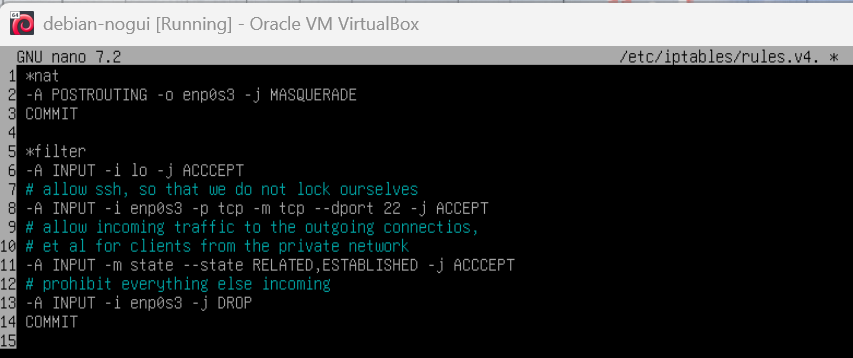 debian-nogui [Running] - Oracle VM VirtualBox
GNU nano 7.2 /etc/iptables/rules.v4. *
1 *nat
2 -A POSTROUTING -o enp0s3 -j MASQUERADE
3 COMMIT
4
5 *filter
6 -A INPUT -i lo -j ACCCEPT
7 # allow ssh, so that we do not lock ourselves
8 -A INPUT -i enp0s3 -p tcp -m tcp --dport 22 -j ACCEPT
9 # allow incoming traffic to the outgoing connectios,
10 # et al for clients from the private network
11 -A INPUT -m state --state RELATED,ESTABLISHED -j ACCCEPT
12 # prohibit everything else incoming
13 -A INPUT -i enp0s3 -j DROP
14 COMMIT
15